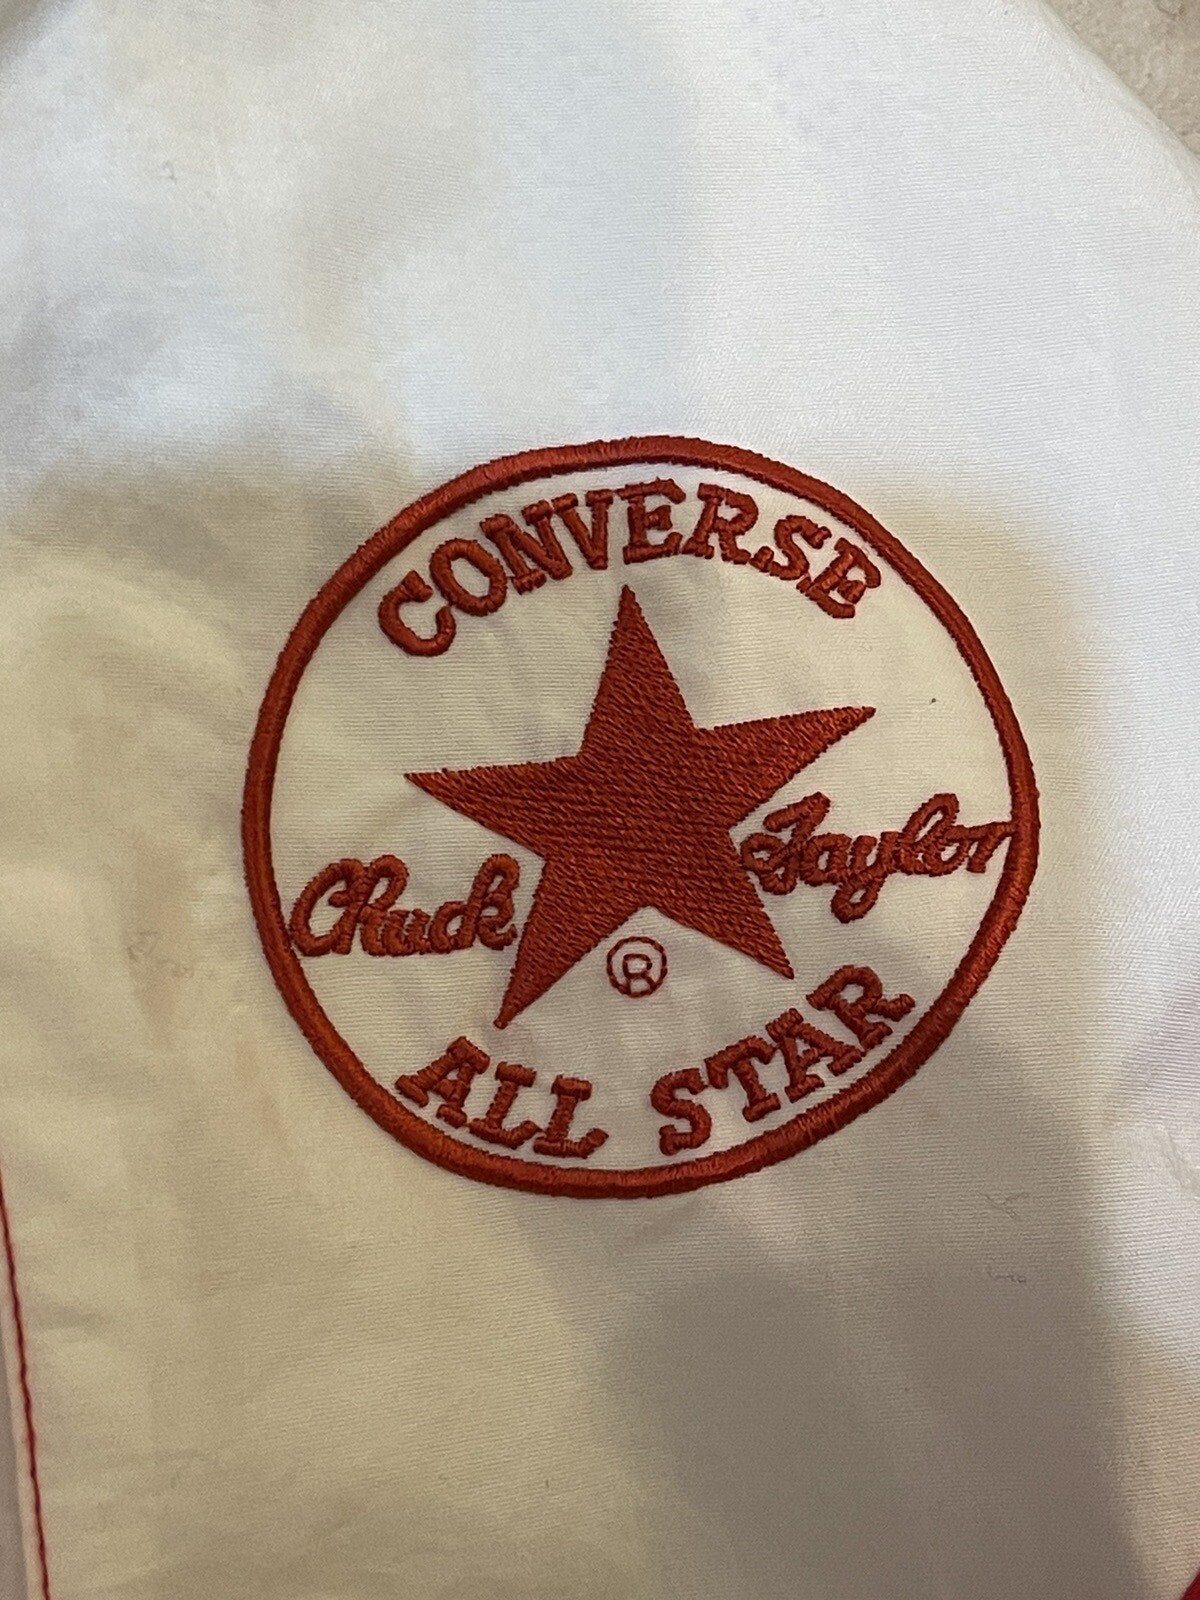 CONVERSE
Chuck Taylor
®
ALL STAR